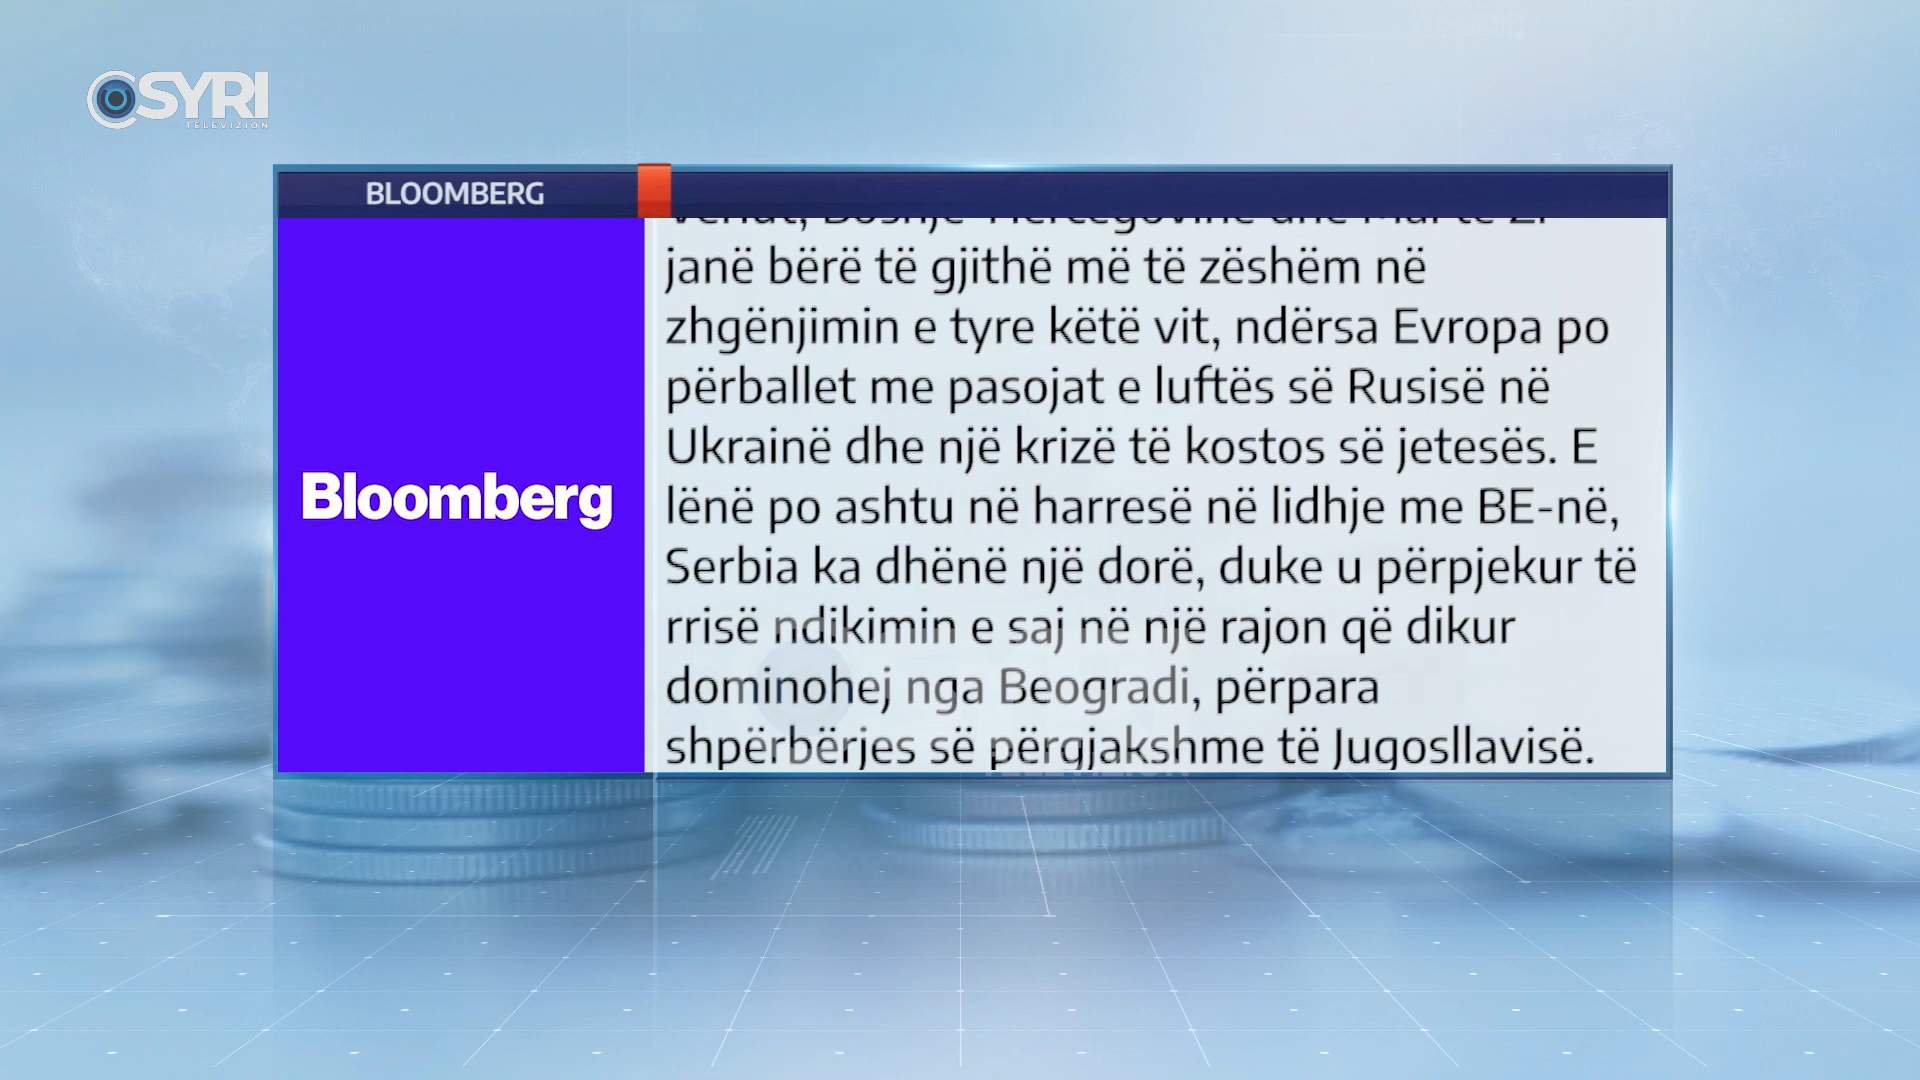 SYRI
TELEVIZION
BLOOMBERG
Bloomberg
janë bërë të gjithë më të zëshëm në
zhgënjimin e tyre këtë vit, ndërsa Evropa po
përballet me pasojat e luftës së Rusisë në
Ukrainë dhe një krizë të kostos së jetesës. E
lënë po ashtu në harresë në lidhje me BE-në,
Serbia ka dhënë një dorë, duke u përpjekur të
rrisë ndikimin e saj në një rajon që dikur
dominohej nga Beogradi, përpara
shpërbërjes së përgjakshme të Jugosllavisë.